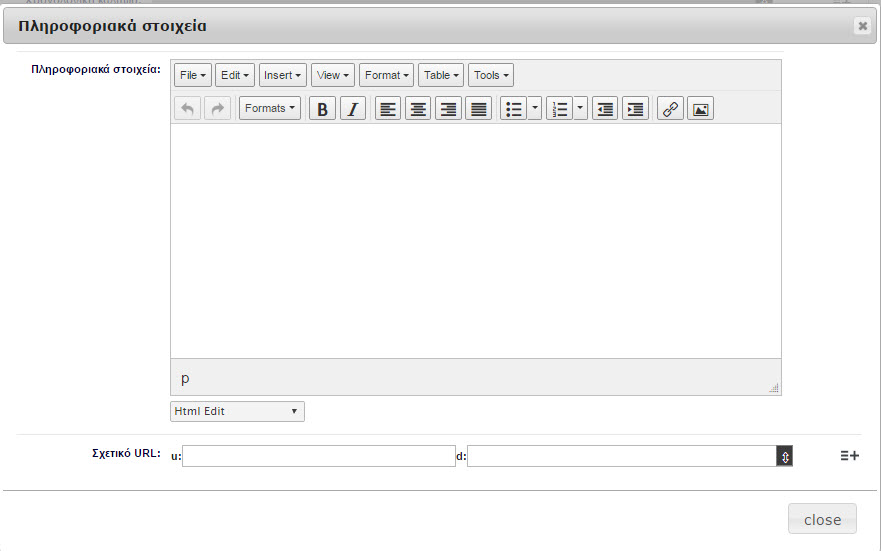 Πληροφοριακά στοιχεία
Πληροφοριακά στοιχεία:
File Edit Insert View Format Table Tools
Formats B I
p
Html Edit
Σχετικό URL: u: d:
close